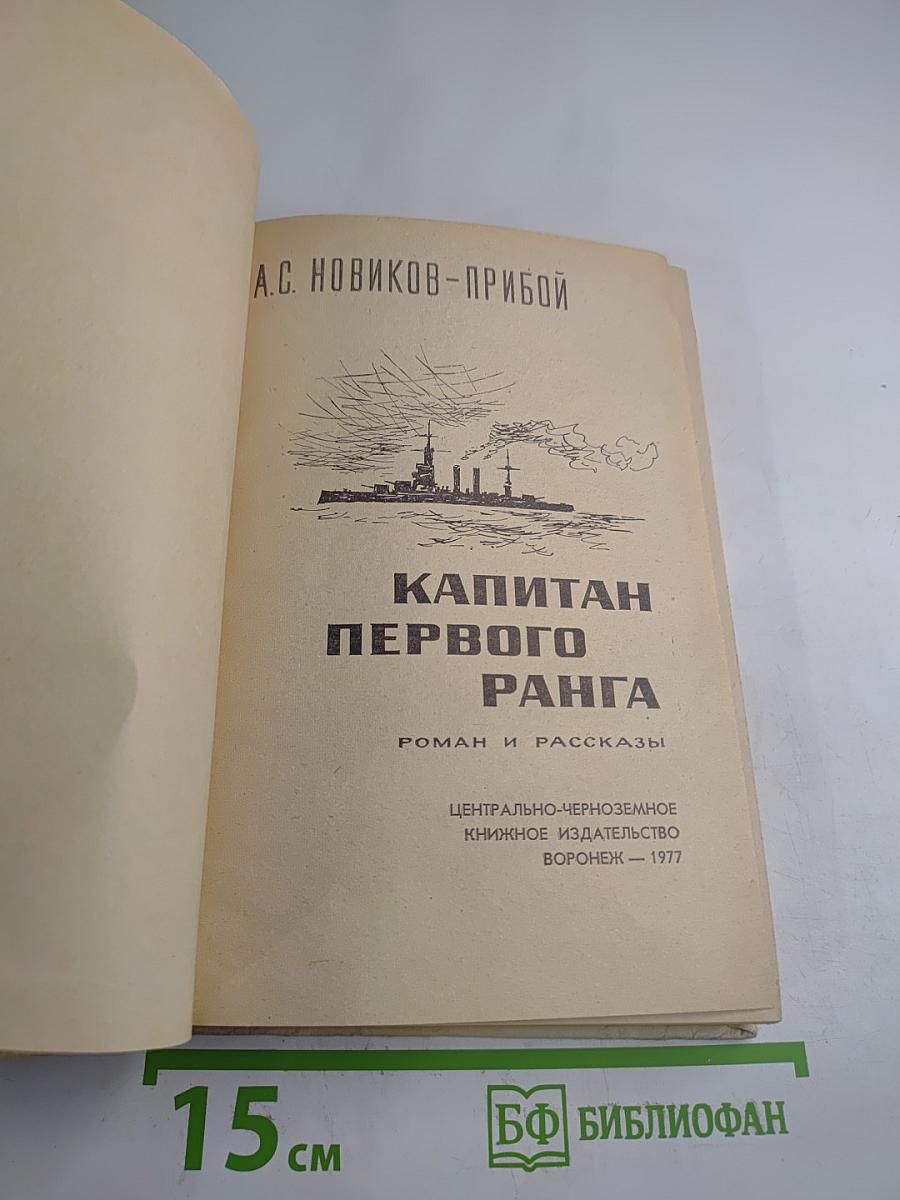 А.С. НОВИКОВ-ПРИБОЙ
КАПИТАН
ПЕРВОГО
РАНГА
РОМАН И РАССКАЗЫ
ЦЕНТРАЛЬНО-ЧЕРНОЗЕМНОЕ
КНИЖНОЕ ИЗДАТЕЛЬСТВО
ВОРОНЕЖ — 1977
15 см
БФ БИБЛИОФАН